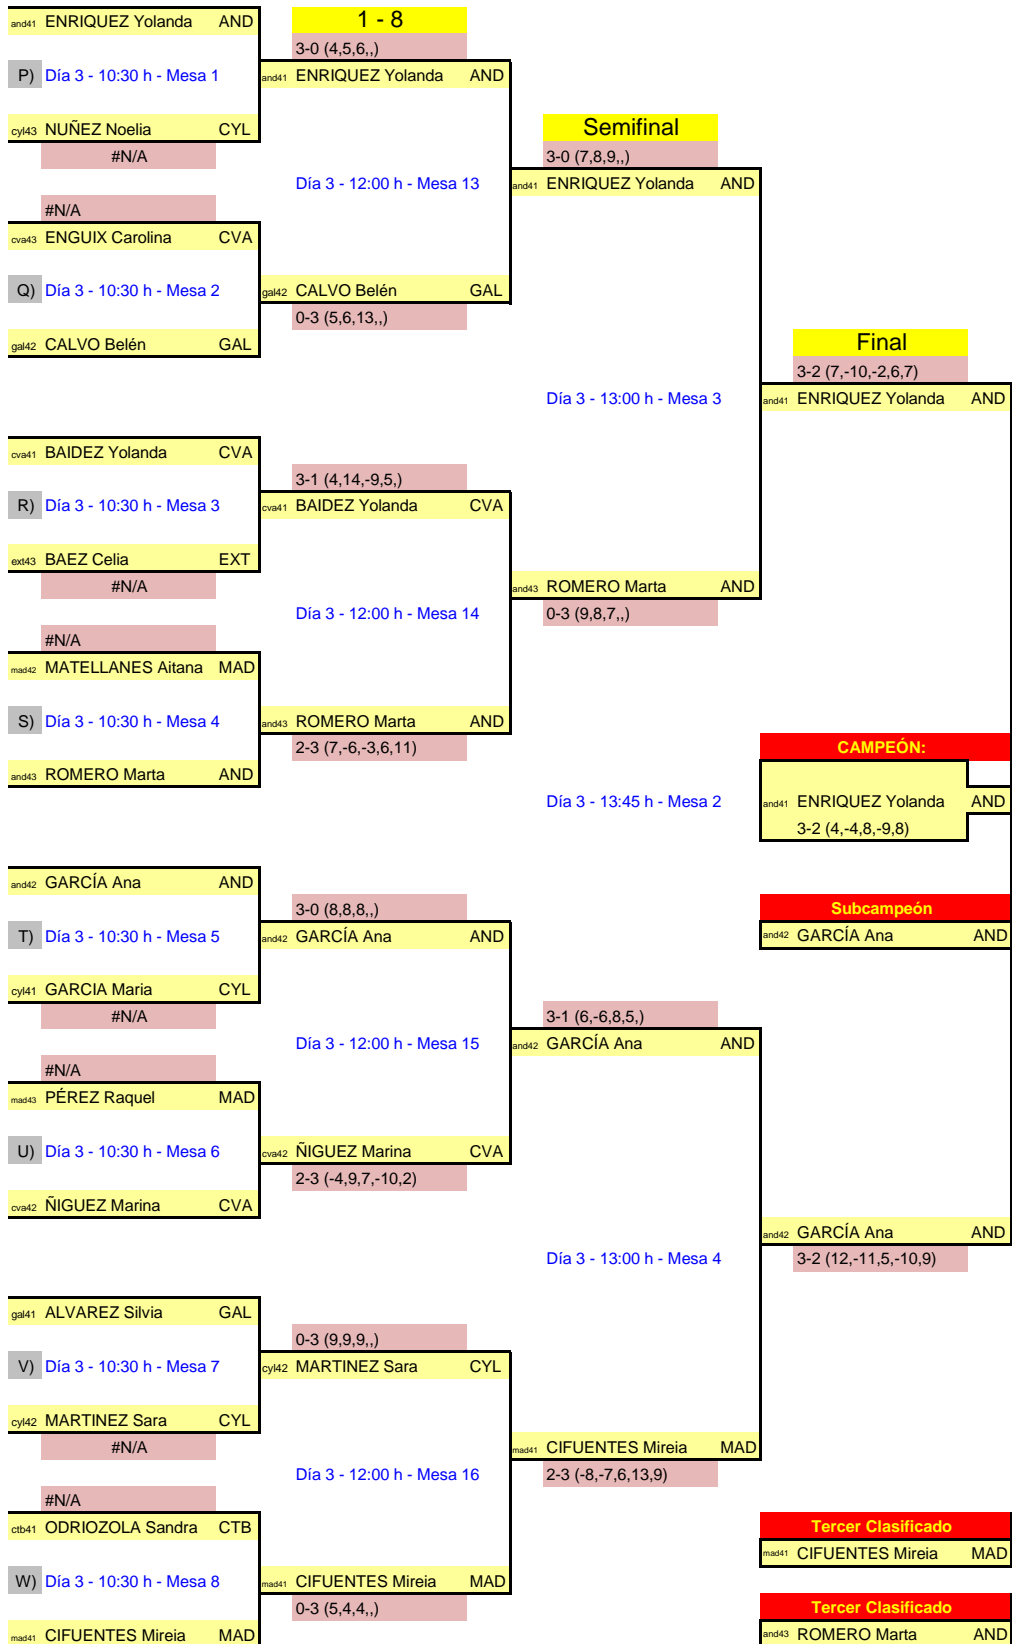 and41 ENRIQUEZ Yolanda AND
1 - 8
3-0 (4,5,6,,)
P) Día 3 - 10:30 h - Mesa 1
and41 ENRIQUEZ Yolanda AND
cyl43 NUÑEZ Noelia CYL
Semifinal
#N/A
3-0 (7,8,9,,)
Día 3 - 12:00 h - Mesa 13
and41 ENRIQUEZ Yolanda AND
#N/A
cva43 ENGUIX Carolina CVA
Q) Día 3 - 10:30 h - Mesa 2
gal42 CALVO Belén GAL
0-3 (5,6,13,,)
gal42 CALVO Belén GAL
Final
3-2 (7,-10,-2,6,7)
Día 3 - 13:00 h - Mesa 3
and41 ENRIQUEZ Yolanda AND
cva41 BAIDEZ Yolanda CVA
3-1 (4,14,-9,5,)
R) Día 3 - 10:30 h - Mesa 3
cva41 BAIDEZ Yolanda CVA
ext43 BAEZ Celia EXT
#N/A
and43 ROMERO Marta AND
Día 3 - 12:00 h - Mesa 14
0-3 (9,8,7,,)
#N/A
mad42 MATELLANES Aitana MAD
S) Día 3 - 10:30 h - Mesa 4
and43 ROMERO Marta AND
2-3 (7,-6,-3,6,11)
CAMPEÓN:
and43 ROMERO Marta AND
Día 3 - 13:45 h - Mesa 2
and41 ENRIQUEZ Yolanda AND
3-2 (4,-4,8,-9,8)
and42 GARCÍA Ana AND
3-0 (8,8,8,,)
Subcampeón
T) Día 3 - 10:30 h - Mesa 5
and42 GARCÍA Ana AND
and42 GARCÍA Ana AND
cyl41 GARCIA Maria CYL
#N/A
3-1 (6,-6,8,5,)
Día 3 - 12:00 h - Mesa 15
and42 GARCÍA Ana AND
#N/A
mad43 PÉREZ Raquel MAD
U) Día 3 - 10:30 h - Mesa 6
cva42 ÑIGUEZ Marina CVA
2-3 (-4,9,7,-10,2)
cva42 ÑIGUEZ Marina CVA
and42 GARCÍA Ana AND
Día 3 - 13:00 h - Mesa 4
3-2 (12,-11,5,-10,9)
gal41 ALVAREZ Silvia GAL
0-3 (9,9,9,,)
V) Día 3 - 10:30 h - Mesa 7
cyl42 MARTINEZ Sara CYL
cyl42 MARTINEZ Sara CYL
#N/A
mad41 CIFUENTES Mireia MAD
Día 3 - 12:00 h - Mesa 16
2-3 (-8,-7,6,13,9)
#N/A
ctb41 ODRIOZOLA Sandra CTB
Tercer Clasificado
mad41 CIFUENTES Mireia MAD
W) Día 3 - 10:30 h - Mesa 8
mad41 CIFUENTES Mireia MAD
0-3 (5,4,4,,)
Tercer Clasificado
mad41 CIFUENTES Mireia MAD
and43 ROMERO Marta AND